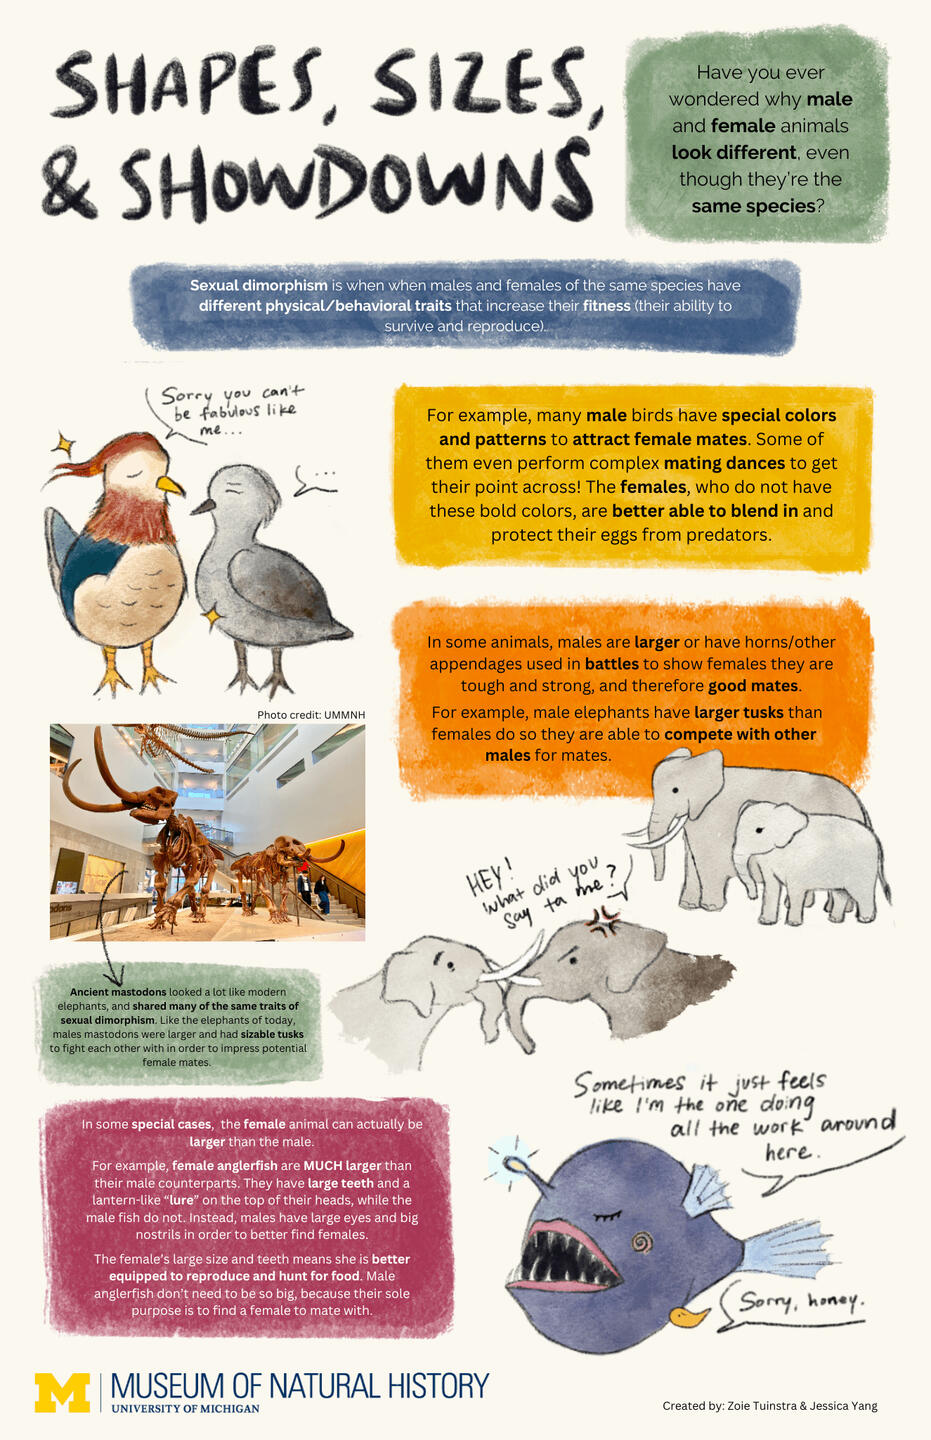 SHAPES, SIZES,
& SHOWDOWNS
Have you ever
wondered why male
and female animals
look different, even
though they're the
same species?
Sexual dimorphism is when when males and females of the same species have
different physical/behavioral traits that increase their fitness (their ability to
survive and reproduce)..
Sorry you can't
be fabulous like
me...
...
For example, many male birds have special colors
and patterns to attract female mates. Some of
them even perform complex mating dances to get
their point across! The females, who do not have
these bold colors, are better able to blend in and
protect their eggs from predators.
In some animals, males are larger or have horns/other
appendages used in battles to show females they are
tough and strong, and therefore good mates.
For example, male elephants have larger tusks than
females do so they are able to compete with other
males for mates.
Photo credit: UMMNH
HEY!
What did you
say to me?
Ancient mastodons looked a lot like modern
elephants, and shared many of the same traits of
sexual dimorphism. Like the elephants of today,
males mastodons were larger and had sizable tusks
to fight each other with in order to impress potential
female mates.
In some special cases, the female animal can actually be
larger than the male.
For example, female anglerfish are MUCH larger than
their male counterparts. They have large teeth and a
lantern-like "lure" on the top of their heads, while the
male fish do not. Instead, males have large eyes and big
nostrils in order to better find females.
The female's large size and teeth means she is better
equipped to reproduce and hunt for food. Male
anglerfish don't need to be so big, because their sole
purpose is to find a female to mate with.
Sometimes it just feels
like I'm the one doing
all the work around
here.
Sorry, honey.
M MUSEUM OF NATURAL HISTORY
UNIVERSITY OF MICHIGAN
Created by: Zoie Tuinstra & Jessica Yang